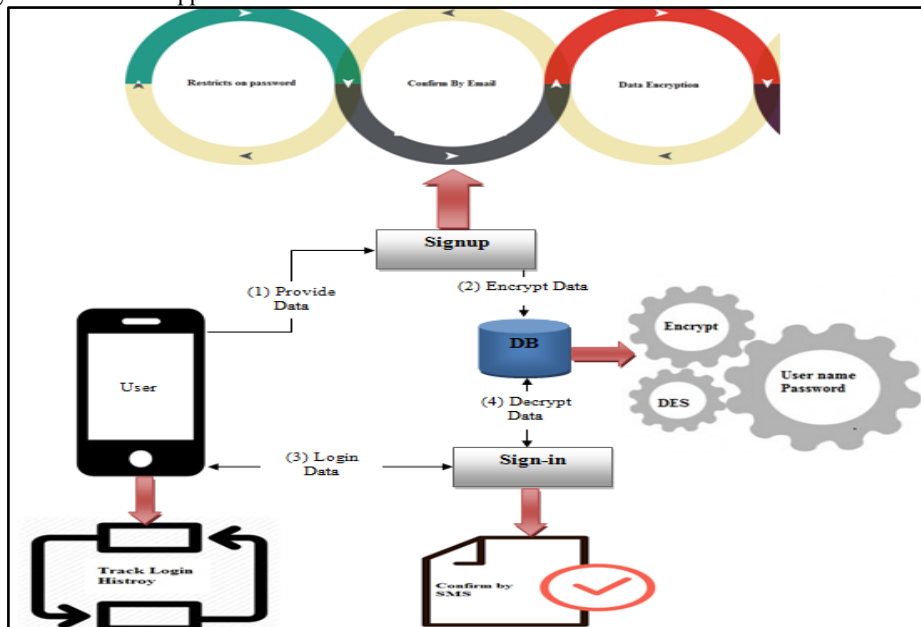 Restricts on password
Confirm By Email
Data Encryption
Signup
(1) Provide
Data
(2) Encrypt Data
Encrypt
DB
User name
Password
User
DES
(4) Decrypt
Data
(3) Login
Data
Sign-in
Track Login
Histroy
Confirm by
SMS